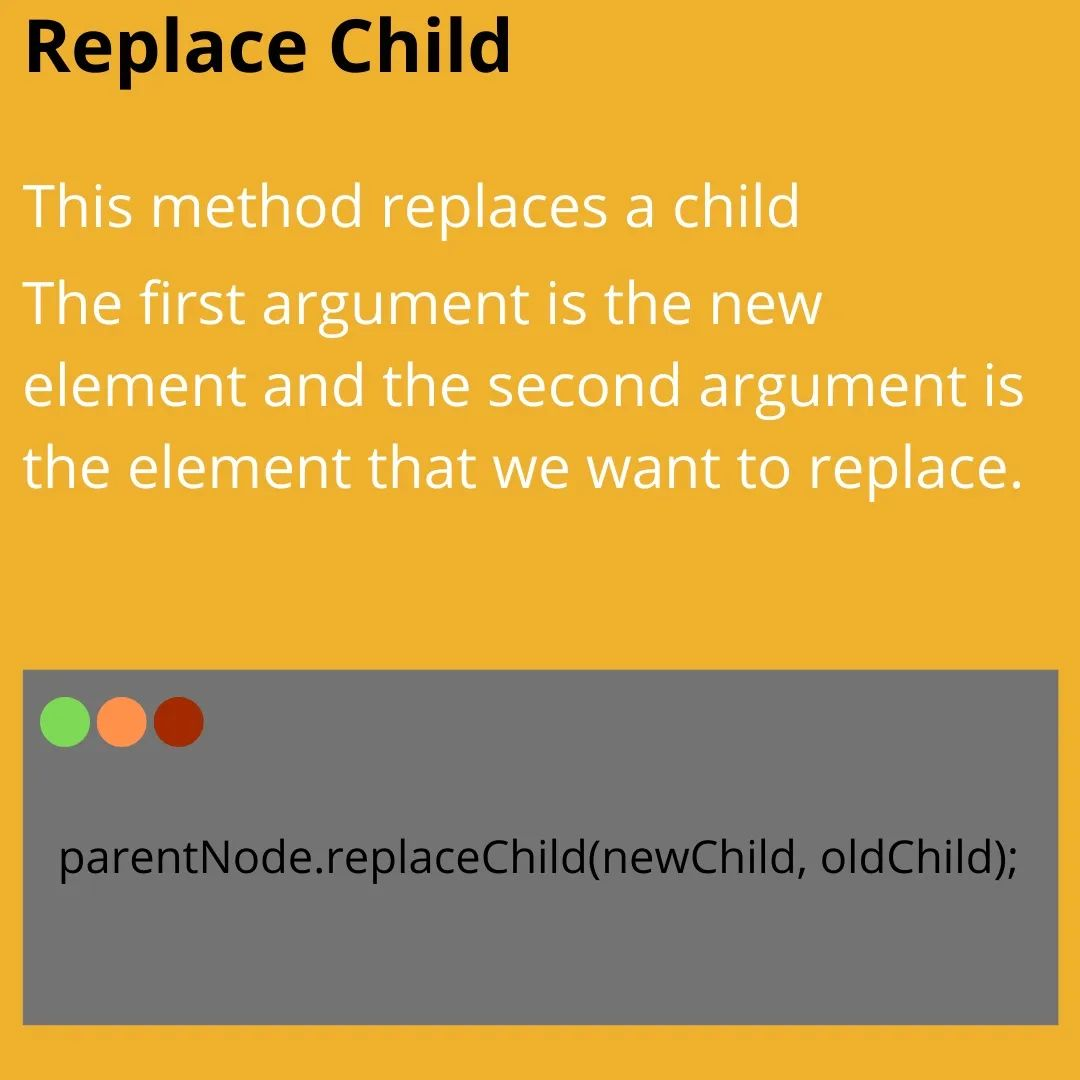 Replace Child
This method replaces a child
The first argument is the new
element and the second argument is
the element that we want to replace.
parentNode.replaceChild(newChild, oldChild);